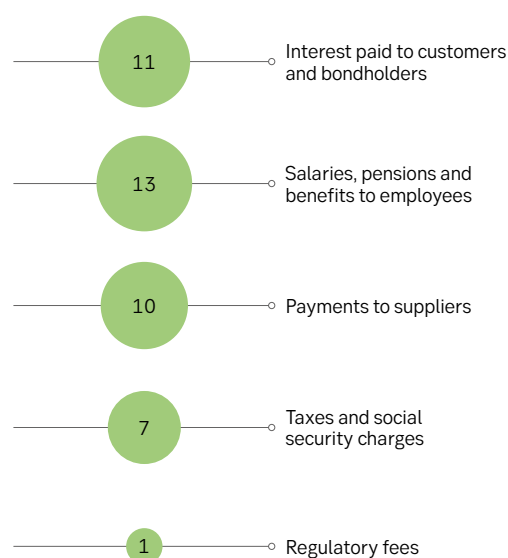 11
Interest paid to customers
and bondholders
13
Salaries, pensions and
benefits to employees
10
Payments to suppliers
7
Taxes and social
security charges
1
Regulatory fees